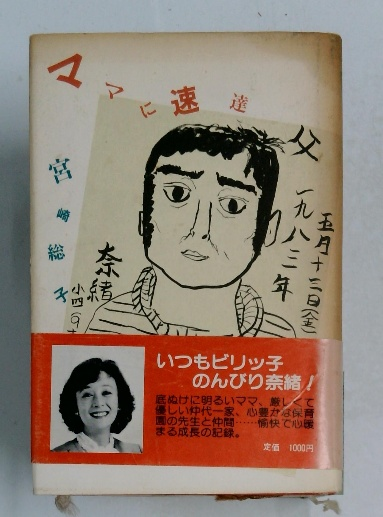 ママに速達
宮崎総子
父
一九八三年
五月十三日(金)
奈緒
小四(9才
いつもビリッ子
のんびり奈緒!
底ぬけに明るいママ、厳しくて
優しい仲代一家、心豊かな保育
園の先生と仲間……愉快で心暖
まる成長の記録。
定価 1000円